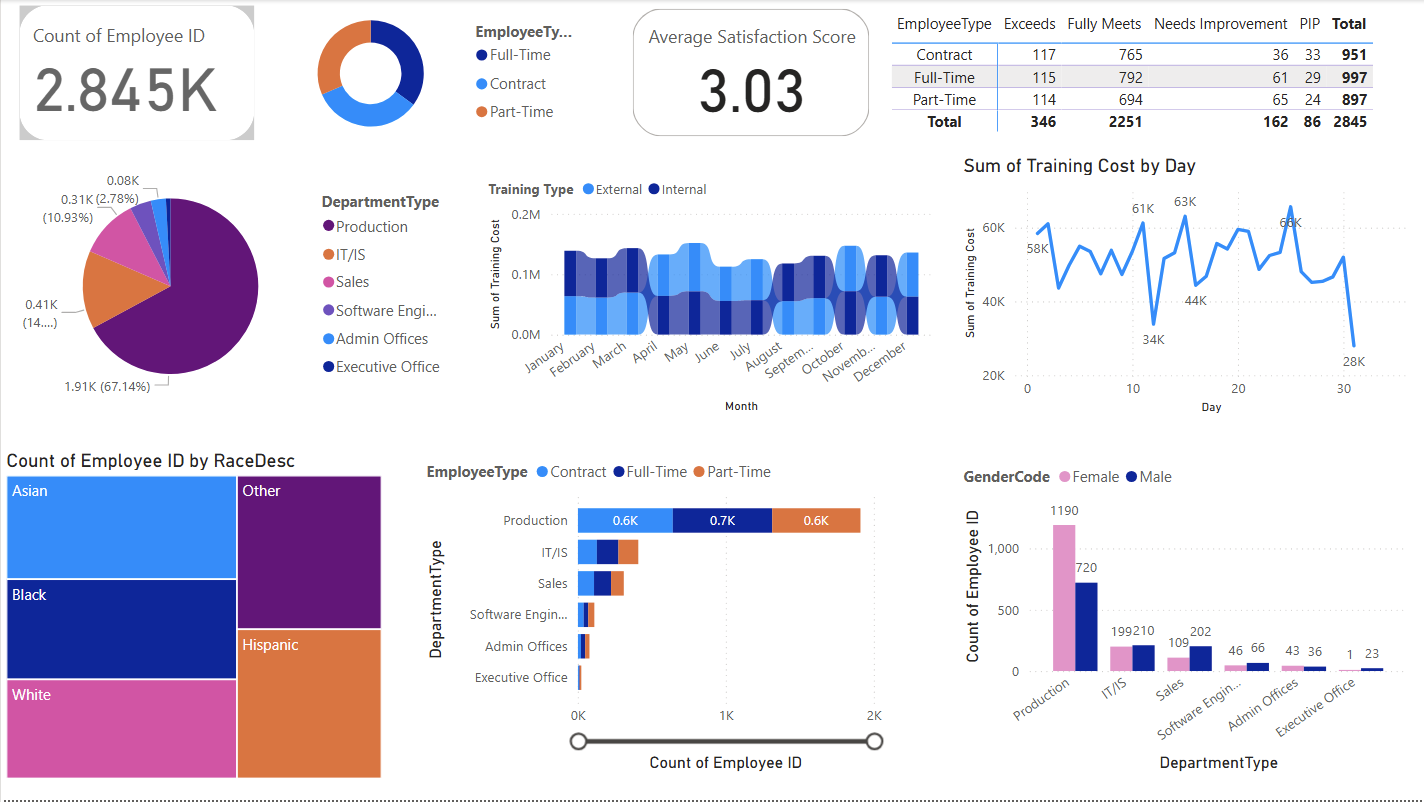 Count of Employee ID
2.845K
EmployeeTy...
Full-Time
Contract
Part-Time
Average Satisfaction Score
3.03
EmployeeType Exceeds Fully Meets Needs Improvement PIP Total
Contract 117 765 36 33 951
Full-Time 115 792 61 29 997
Part-Time 114 694 65 24 897
Total 346 2251 162 86 2845
0.08K
(2.78%)
0.31K
(10.93%)
0.41K
(14....)
1.91K (67.14%)
DepartmentType
Production
IT/IS
Sales
Software Engi...
Admin Offices
Executive Office
Training Type External Internal
Sum of Training Cost
0.2M
0.1M
0.0M
January
February
March
April
May
June
July
August
Septem...
October
Novemb...
December
Month
Sum of Training Cost by Day
Sum of Training Cost
60K
40K
20K
58K
61K
34K
63K
44K
66K
28K
0 10 20 30
Day
Count of Employee ID by RaceDesc
Asian
Other
Black
Hispanic
White
EmployeeType Contract Full-Time Part-Time
DepartmentType
Production 0.6K 0.7K 0.6K
IT/IS
Sales
Software Engin...
Admin Offices
Executive Office
0K 1K 2K
Count of Employee ID
GenderCode Female Male
Count of Employee ID
1,000
500
0
1190 720
199 210
109 202
46 66
43 36
1 23
Production
IT/IS
Sales
Software Engin...
Admin Offices
Executive Office
DepartmentType